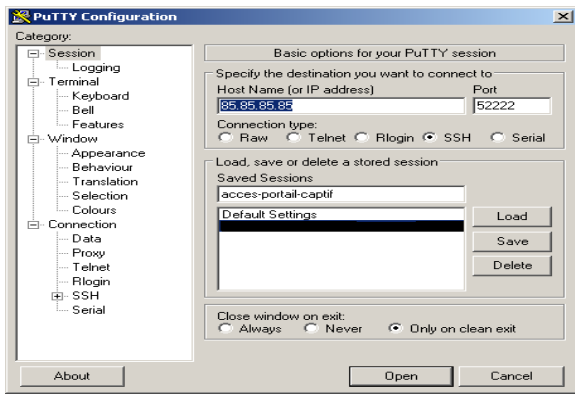 PuTTY Configuration
Category:
Session
Logging
Terminal
Keyboard
Bell
Features
Window
Appearance
Behaviour
Translation
Selection
Colours
Connection
Data
Proxy
Telnet
Rlogin
SSH
Serial
Basic options for your PuTTY session
Specify the destination you want to connect to
Host Name (or IP address) Port
85.85.85.85 52222
Connection type:
Raw Telnet Rlogin SSH Serial
Load, save or delete a stored session
Saved Sessions
acces-portail-captif
Default Settings
Load
Save
Delete
Close window on exit:
Always Never Only on clean exit
About Open Cancel